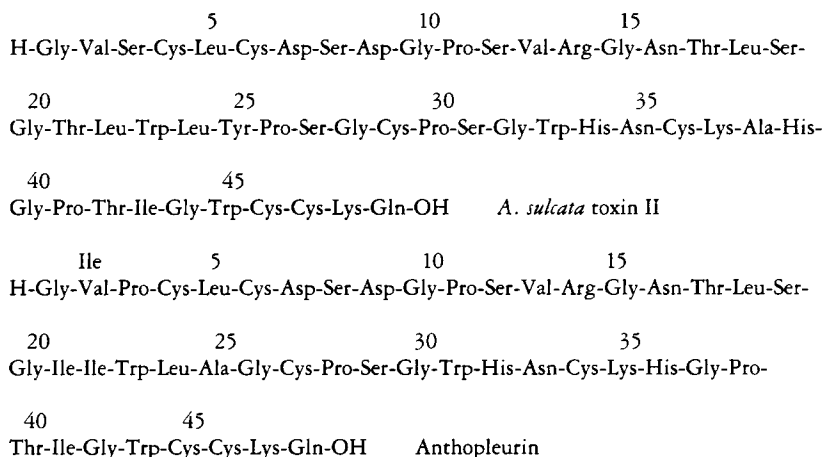 5 10 15
H-Gly-Val-Ser-Cys-Leu-Cys-Asp-Ser-Asp-Gly-Pro-Ser-Val-Arg-Gly-Asn-Thr-Leu-Ser-
20 25 30 35
Gly-Thr-Leu-Trp-Leu-Tyr-Pro-Ser-Gly-Cys-Pro-Ser-Gly-Trp-His-Asn-Cys-Lys-Ala-His-
40 45
Gly-Pro-Thr-Ile-Gly-Trp-Cys-Cys-Lys-Gln-OH A. sulcata toxin II
Ile 5 10 15
H-Gly-Val-Pro-Cys-Leu-Cys-Asp-Ser-Asp-Gly-Pro-Ser-Val-Arg-Gly-Asn-Thr-Leu-Ser-
20 25 30 35
Gly-Ile-Ile-Trp-Leu-Ala-Gly-Cys-Pro-Ser-Gly-Trp-His-Asn-Cys-Lys-His-Gly-Pro-
40 45
Thr-Ile-Gly-Trp-Cys-Cys-Lys-Gln-OH Anthopleurin